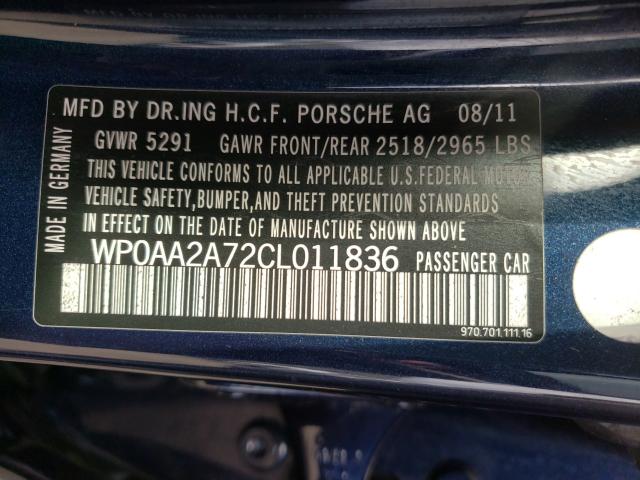 MFD BY DR.ING H.C.F. PORSCHE AG 08/11
GVWR 5291 GAWR FRONT/REAR 2518/2965 LBS
THIS VEHICLE CONFORMS TO ALL APPLICABLE U.S.FEDERAL MOTOR
VEHICLE SAFETY,BUMPER,AND THEFT PREVENTION STANDARDS
IN EFFECT ON THE DATE OF MANUFACTURE SHOWN ABOVE
WP0AA2A72CL011836 PASSENGER CAR
970.701.111.16
MADE IN GERMANY